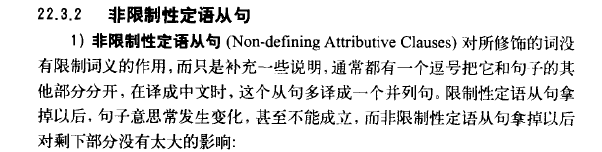 22.3.2 非限制性定语从句
1) 非限制性定语从句 (Non-defining Attributive Clauses) 对所修饰的词没
有限制词义的作用，而只是补充一些说明，通常都有一个逗号把它和句子的其
他部分分开，在译成中文时，这个从句多译成一个并列句。限制性定语从句拿
掉以后，句子意思常发生变化，甚至不能成立，而非限制性定语从句拿掉以后
对剩下部分没有太大的影响：